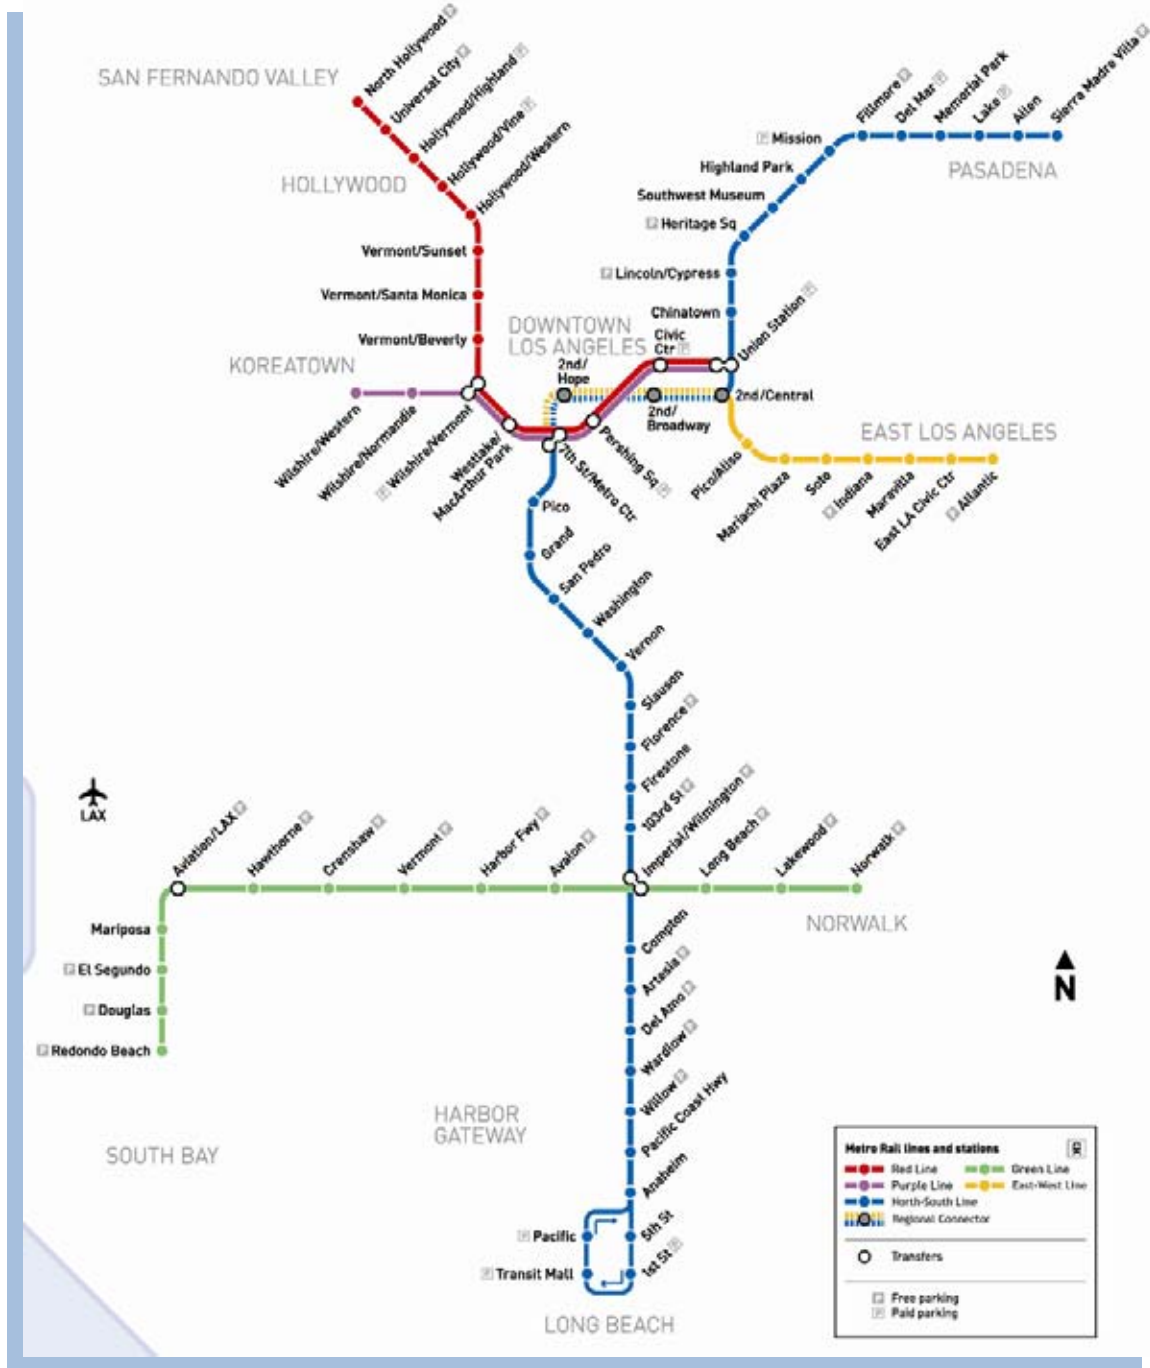 SAN FERNANDO VALLEY
North Hollywood
Universal City
Hollywood/Highland
Hollywood/Vine
Hollywood/Western
HOLLYWOOD
Vermont/Sunset
Vermont/Santa Monica
Vermont/Beverly
KOREATOWN
Wilshire/Western
Wilshire/Normandie
Wilshire/Vermont
Westlake/
MacArthur Park
DOWNTOWN
LOS ANGELES
Civic
Ctr
2nd/
Hope
2nd/
Broadway
2nd/Central
Pershing Sq
7th St/Metro Ctr
Union Station
Chinatown
Lincoln/Cypress
Heritage Sq
Southwest Museum
Highland Park
Mission
Fillmore
Del Mar
Memorial Park
Lake
Allen
Sierra Madre Villa
PASADENA
EAST LOS ANGELES
Pico/Aliso
Mariachi Plaza
Soto
Indiana
Maravilla
East LA Civic Ctr
Atlantic
Pico
Grand
San Pedro
Washington
Vernon
Slauson
Florence
Firestone
103rd St
Imperial/Wilmington
LAX
Aviation/LAX
Hawthorne
Crenshaw
Vermont
Harbor Fwy
Avalon
Long Beach
Lakewood
Norwalk
NORWALK
Mariposa
El Segundo
Douglas
Redondo Beach
SOUTH BAY
Compton
Artesia
Del Amo
Wardlow
Willow
Pacific Coast Hwy
Anaheim
HARBOR
GATEWAY
Pacific
5th St
Transit Mall
1st St
LONG BEACH
N
Metro Rail lines and stations
Red Line
Green Line
Purple Line
East-West Line
North-South Line
Regional Connector
Transfers
P Free parking
P Paid parking